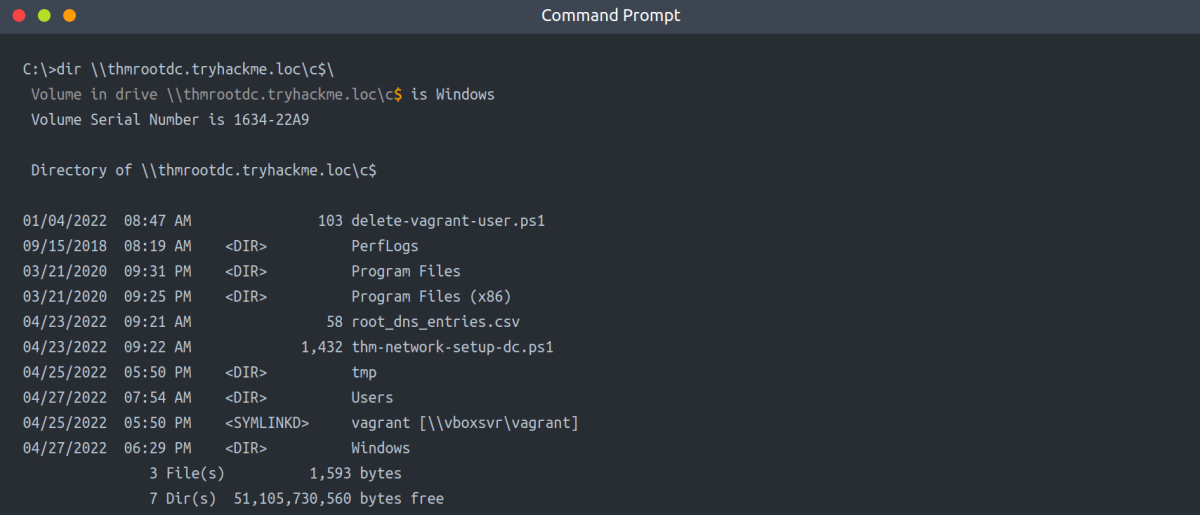 Command Prompt
C:\>dir \\thmrootdc.tryhackme.loc\c$\
Volume in drive \\thmrootdc.tryhackme.loc\c$ is Windows
Volume Serial Number is 1634-22A9
Directory of \\thmrootdc.tryhackme.loc\c$
01/04/2022  08:47 AM               103 delete-vagrant-user.ps1
09/15/2018  08:19 AM    <DIR>          PerfLogs
03/21/2020  09:31 PM    <DIR>          Program Files
03/21/2020  09:25 PM    <DIR>          Program Files (x86)
04/23/2022  09:21 AM                58 root_dns_entries.csv
04/23/2022  09:22 AM             1,432 thm-network-setup-dc.ps1
04/25/2022  05:50 PM    <DIR>          tmp
04/27/2022  07:54 AM    <DIR>          Users
04/25/2022  05:50 PM    <SYMLINKD>     vagrant [\\vboxsvr\vagrant]
04/27/2022  06:29 PM    <DIR>          Windows
3 File(s)          1,593 bytes
7 Dir(s)  51,105,730,560 bytes free